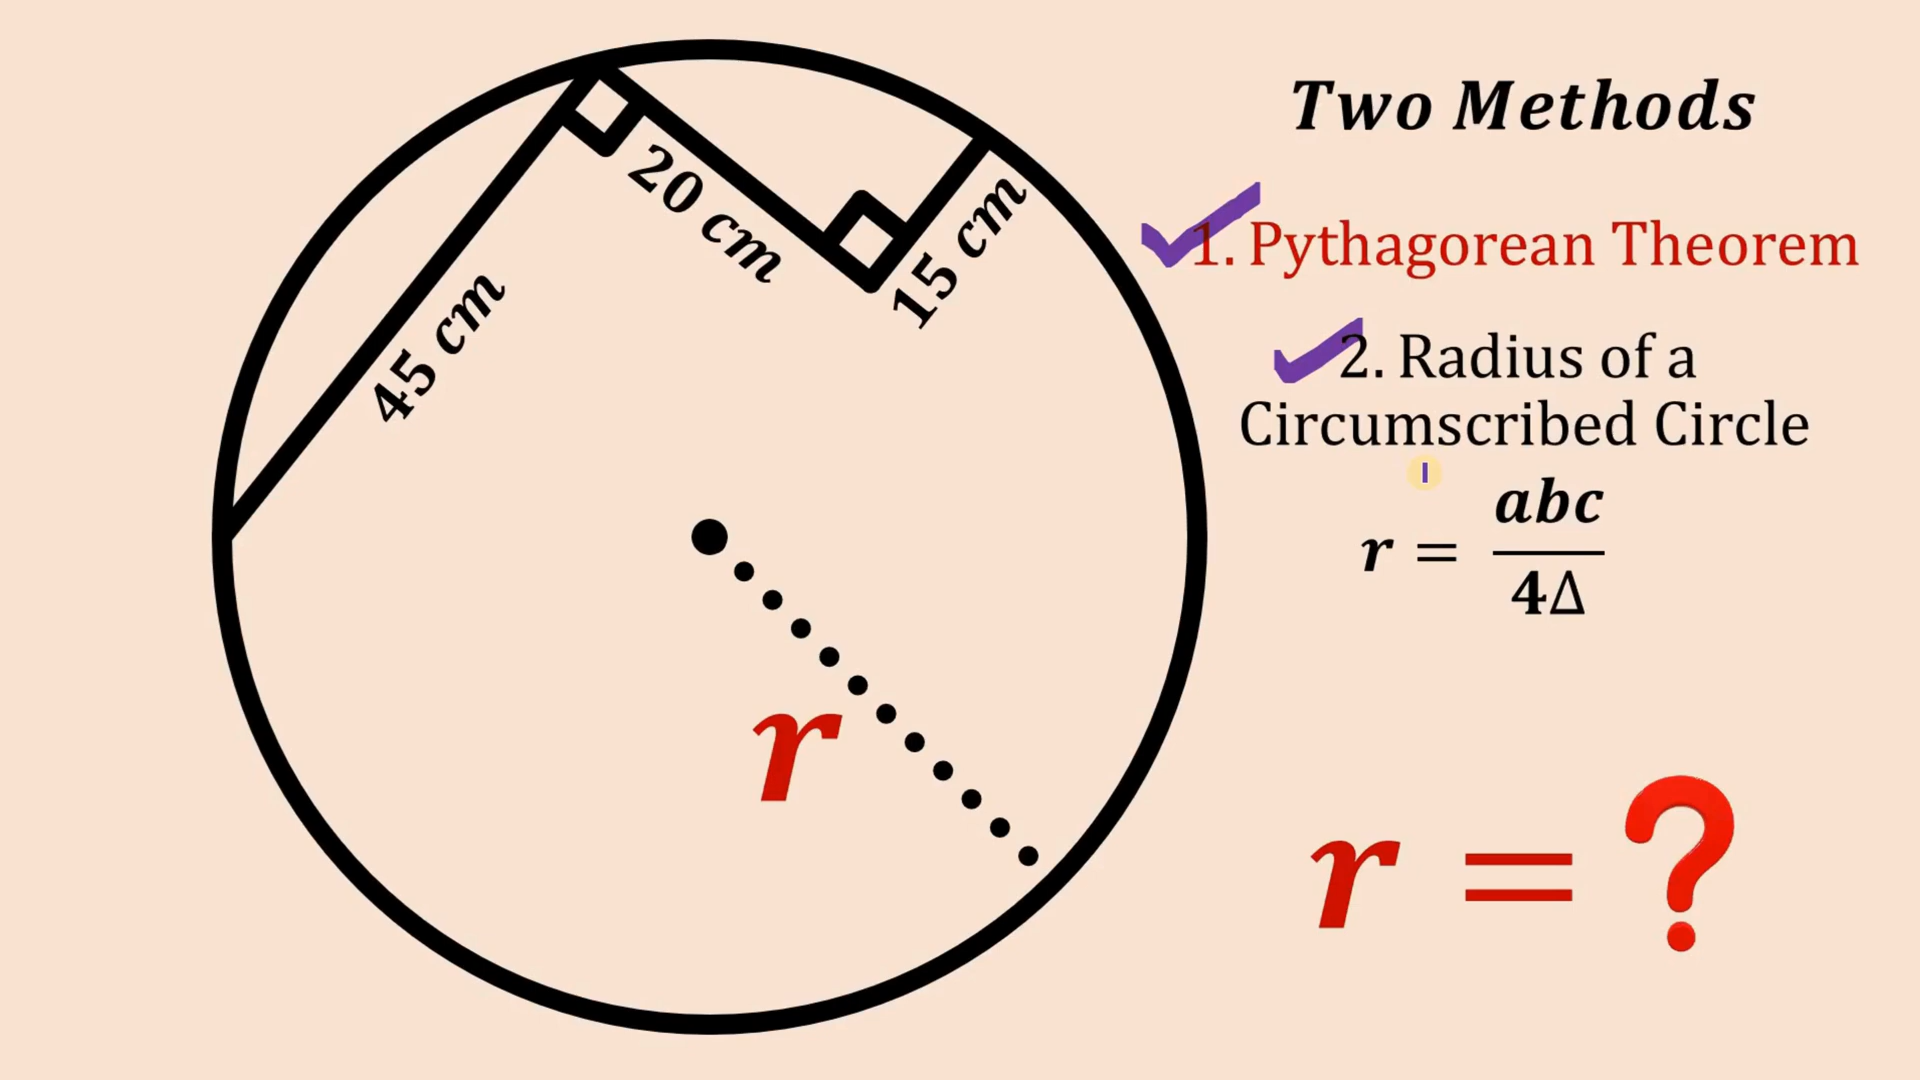 Two Methods
1. Pythagorean Theorem
2. Radius of a
Circumscribed Circle
r = abc
4Δ
45 cm
20 cm
15 cm
r
r = ?